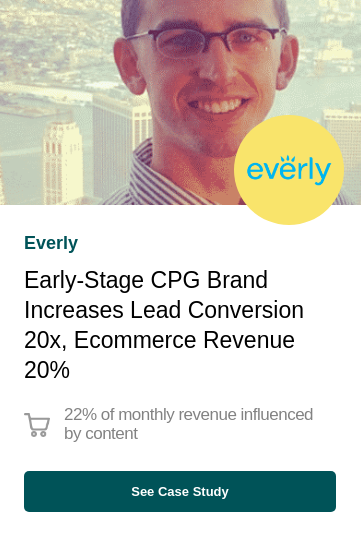 everly
Everly
Early-Stage CPG Brand
Increases Lead Conversion
20x, Ecommerce Revenue
20%
22% of monthly revenue influenced
by content
See Case Study